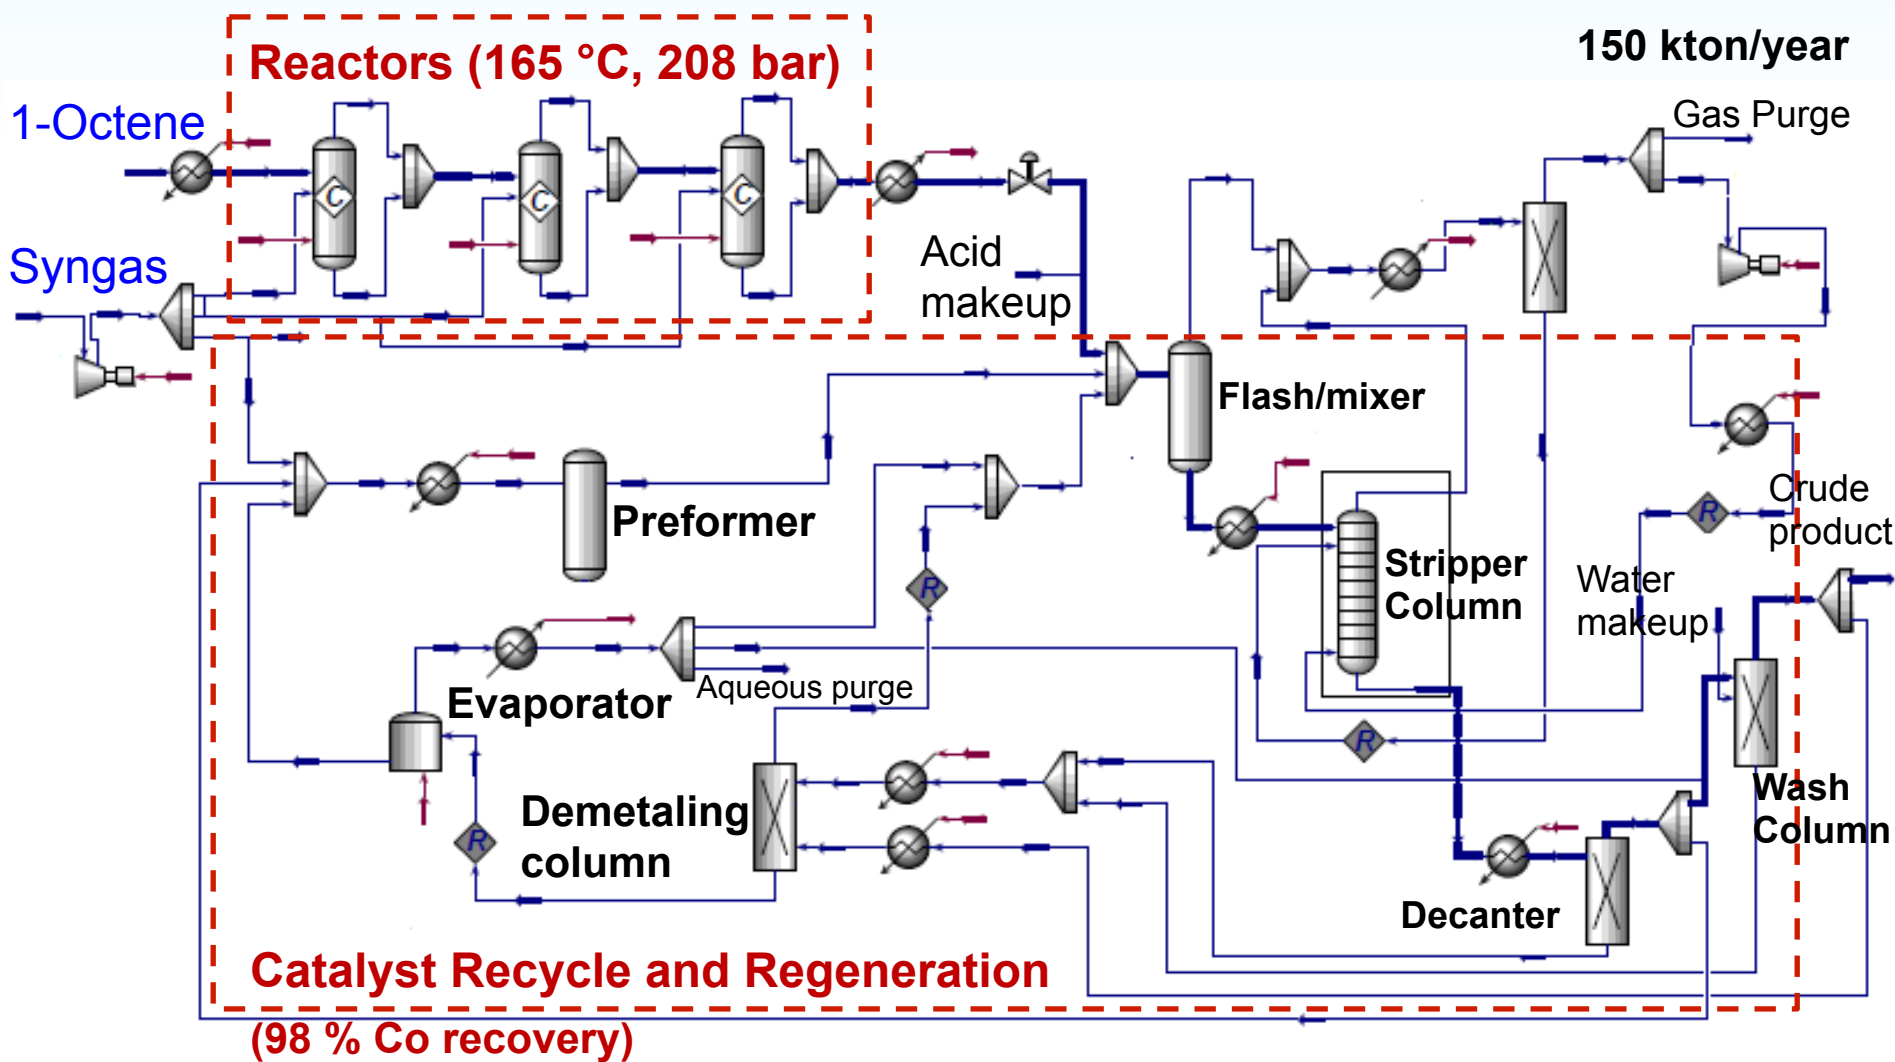 Reactors (165 °C, 208 bar)
150 kton/year
1-Octene
Gas Purge
C
C
C
Syngas
Acid
makeup
Flash/mixer
Preformer
Crude
product
R
Stripper
Column
Water
makeup
R
Evaporator
Aqueous purge
R
Demetaling
column
R
Wash
Column
Decanter
Catalyst Recycle and Regeneration
(98 % Co recovery)